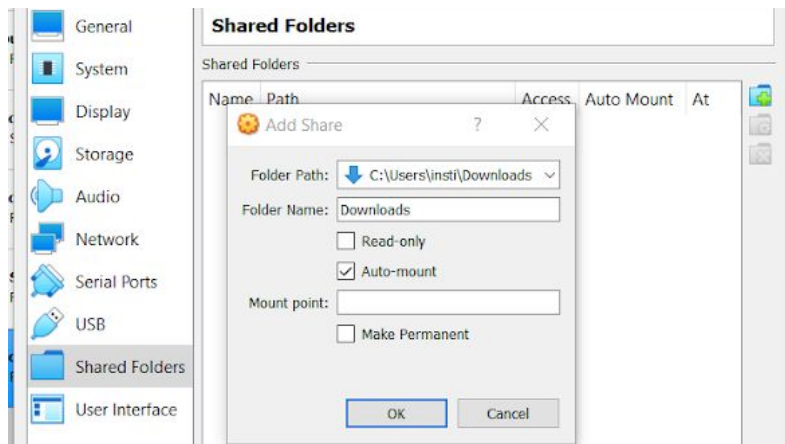 General
System
Display
Storage
Audio
Network
Serial Ports
USB
Shared Folders
User Interface
Shared Folders
Shared Folders
Name Path Access Auto Mount At
Add Share ? ×
Folder Path: C:\Users\insti\Downloads
Folder Name: Downloads
Read-only
Auto-mount
Mount point:
Make Permanent
OK Cancel